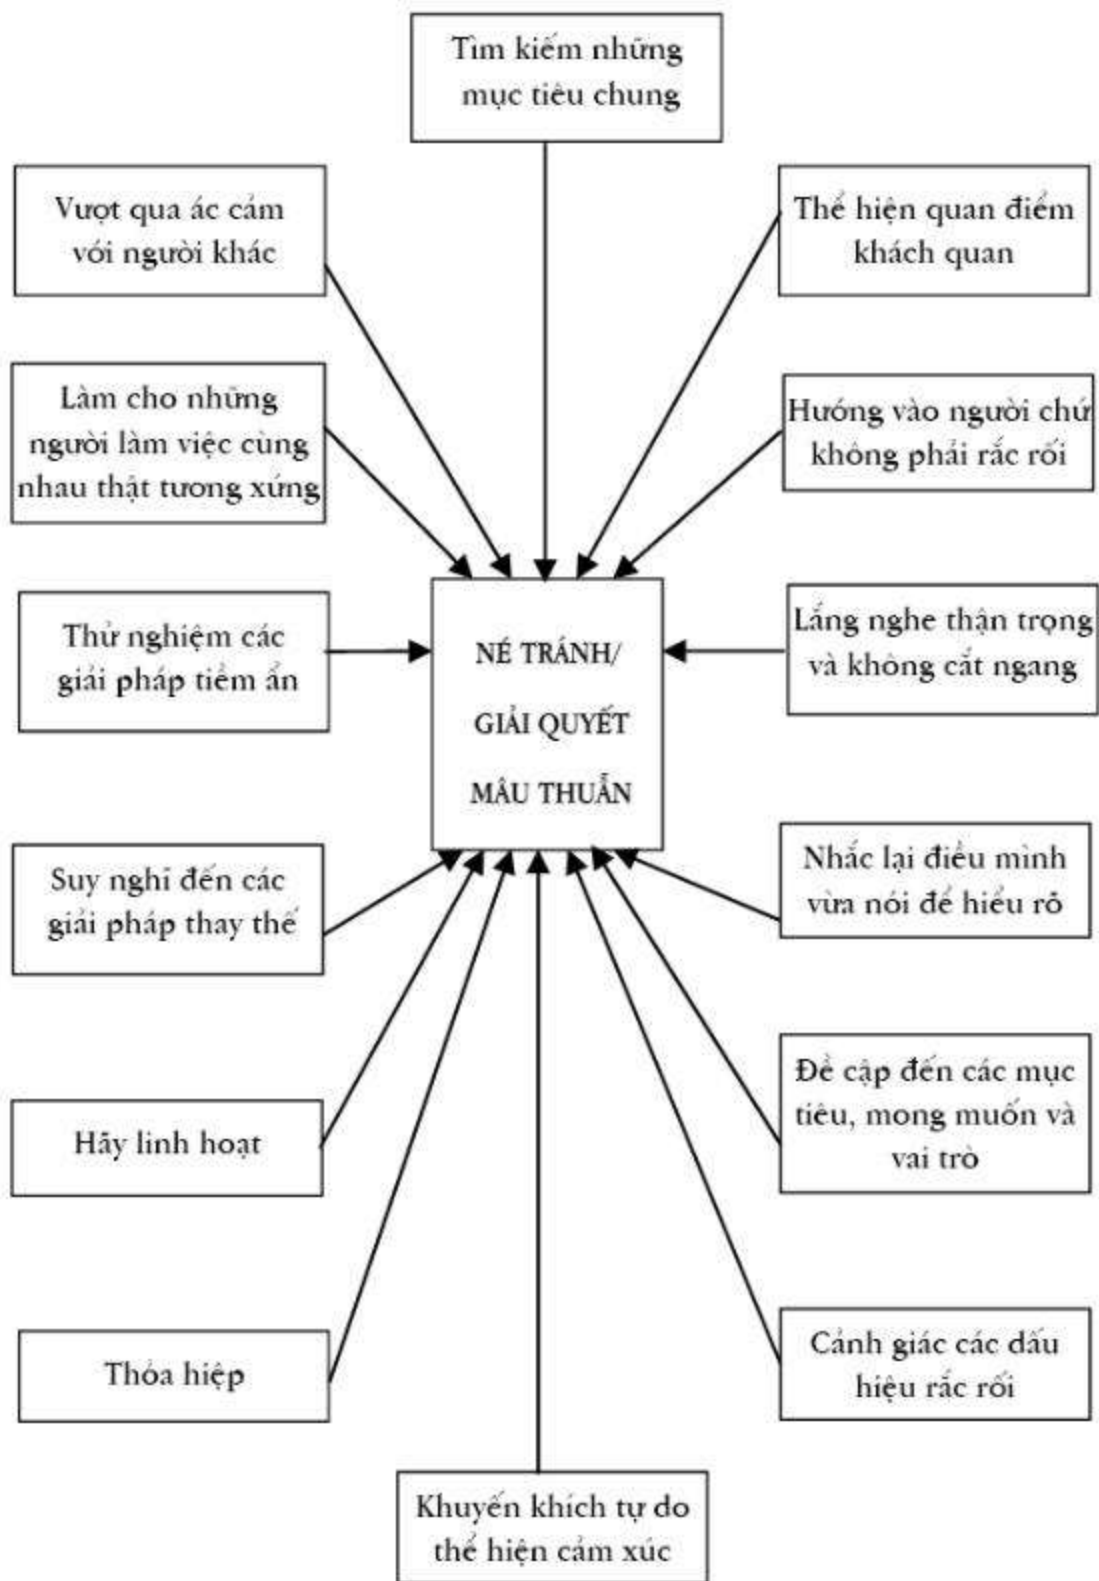 Tìm kiếm những
mục tiêu chung
Vượt qua ác cảm
với người khác
Thể hiện quan điểm
khách quan
Làm cho những
người làm việc cùng
nhau thật tương xứng
Hướng vào người chứ
không phải rắc rối
Thử nghiệm các
giải pháp tiềm ẩn
NÉ TRÁNH/
GIẢI QUYẾT
MÂU THUẪN
Lắng nghe thận trọng
và không cắt ngang
Suy nghĩ đến các
giải pháp thay thế
Nhắc lại điều mình
vừa nói để hiểu rõ
Hãy linh hoạt
Đề cập đến các mục
tiêu, mong muốn và
vai trò
Thỏa hiệp
Cảnh giác các dấu
hiệu rắc rối
Khuyến khích tự do
thể hiện cảm xúc